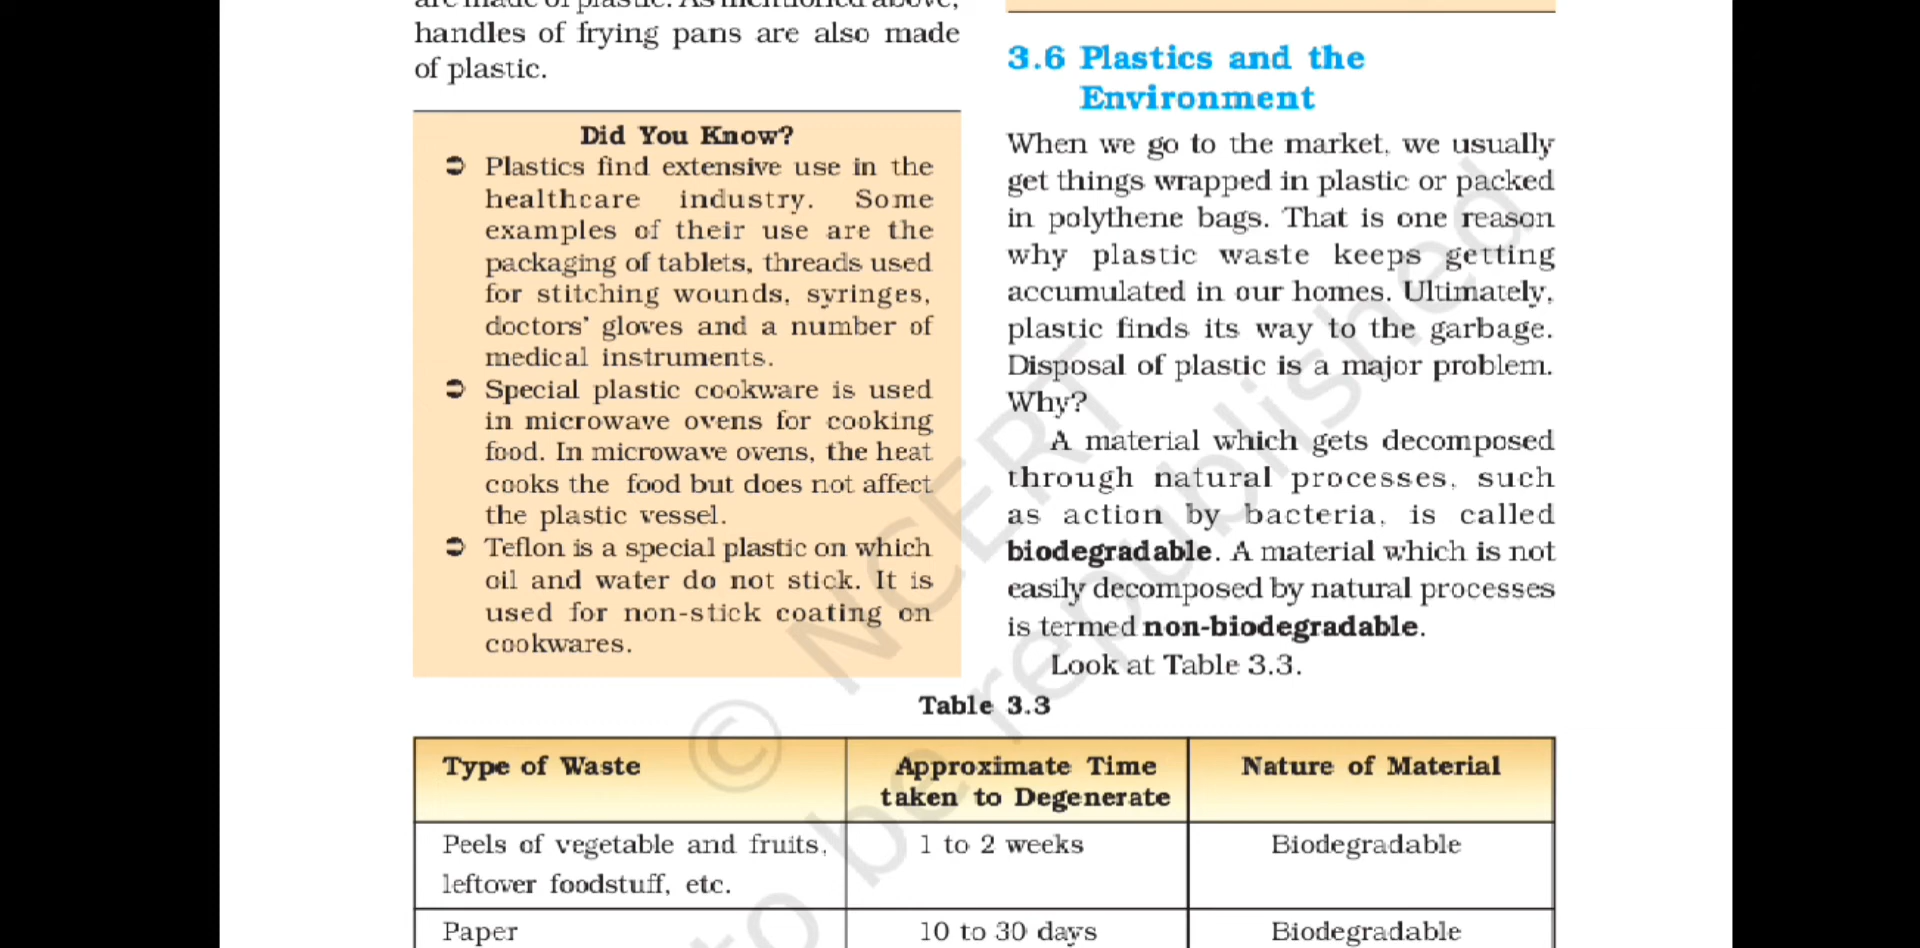 handles of frying pans are also made
of plastic.
Did You Know?
➲ Plastics find extensive use in the
healthcare industry. Some
examples of their use are the
packaging of tablets, threads used
for stitching wounds, syringes,
doctors' gloves and a number of
medical instruments.
➲ Special plastic cookware is used
in microwave ovens for cooking
food. In microwave ovens, the heat
cooks the food but does not affect
the plastic vessel.
➲ Teflon is a special plastic on which
oil and water do not stick. It is
used for non-stick coating on
cookwares.
3.6 Plastics and the
Environment
When we go to the market, we usually
get things wrapped in plastic or packed
in polythene bags. That is one reason
why plastic waste keeps getting
accumulated in our homes. Ultimately,
plastic finds its way to the garbage.
Disposal of plastic is a major problem.
Why?
A material which gets decomposed
through natural processes, such
as action by bacteria, is called
biodegradable. A material which is not
easily decomposed by natural processes
is termed non-biodegradable.
Look at Table 3.3.
Table 3.3
Type of Waste
Approximate Time
taken to Degenerate
Nature of Material
Peels of vegetable and fruits,
leftover foodstuff, etc.
1 to 2 weeks
Biodegradable
Paper
10 to 30 days
Biodegradable
© NCERT
to be republished